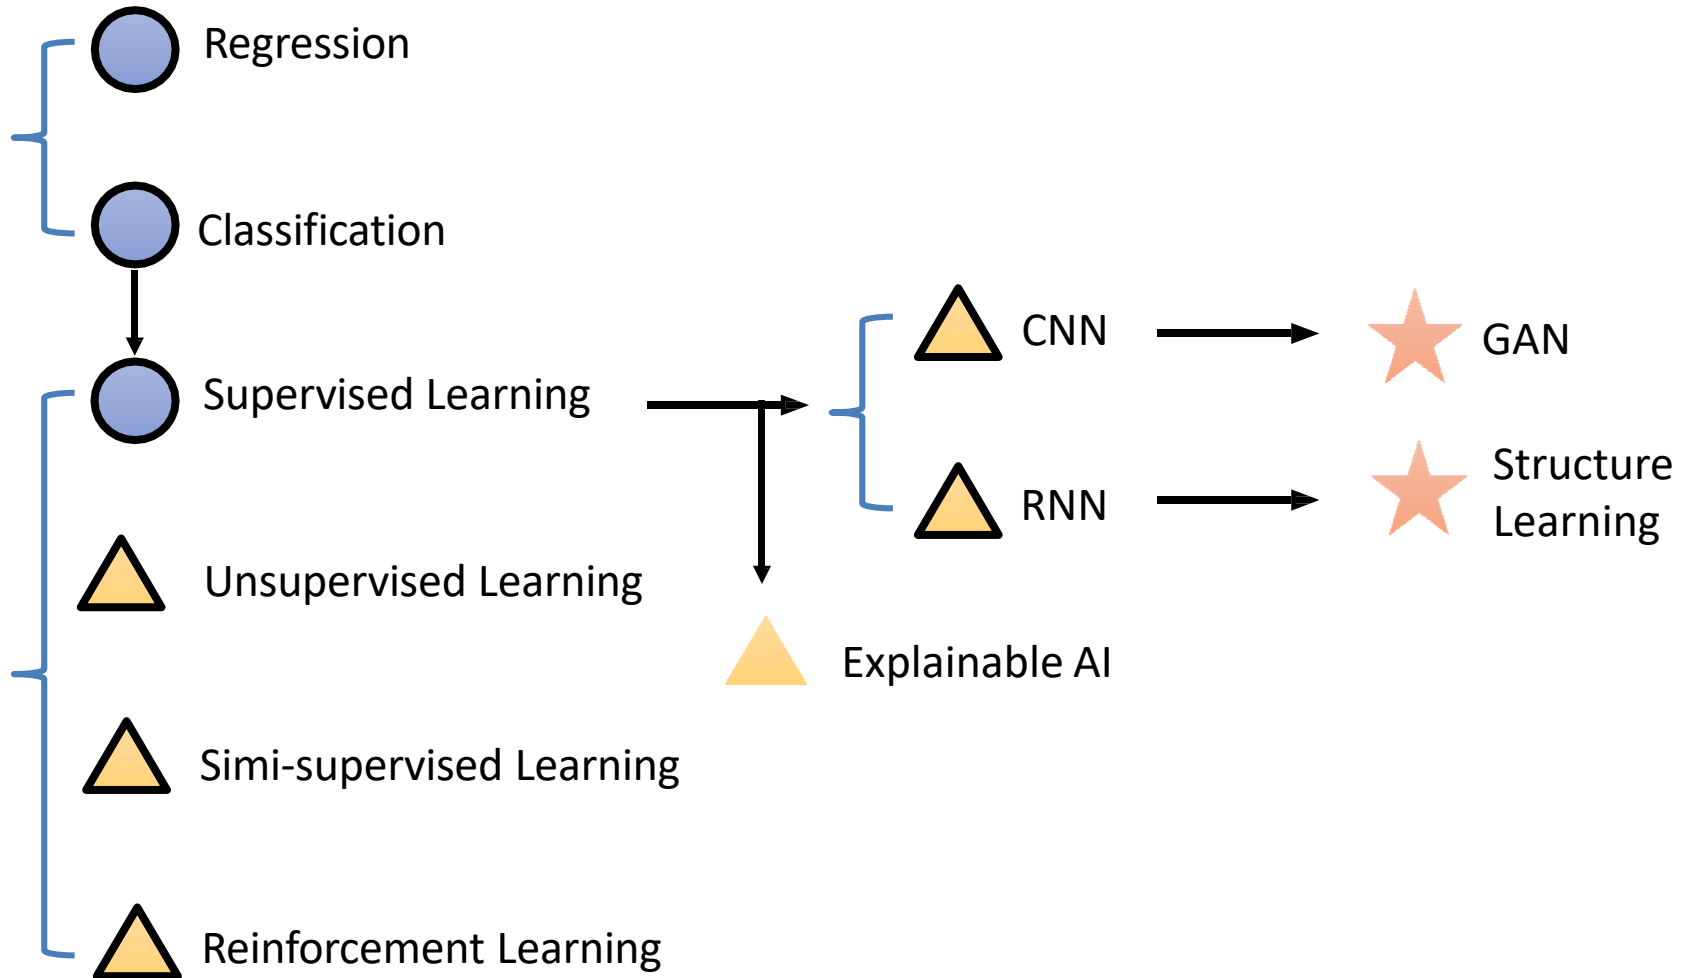 Regression
Classification
Supervised Learning
Unsupervised Learning
Simi-supervised Learning
Reinforcement Learning
CNN
RNN
Explainable AI
GAN
Structure
Learning